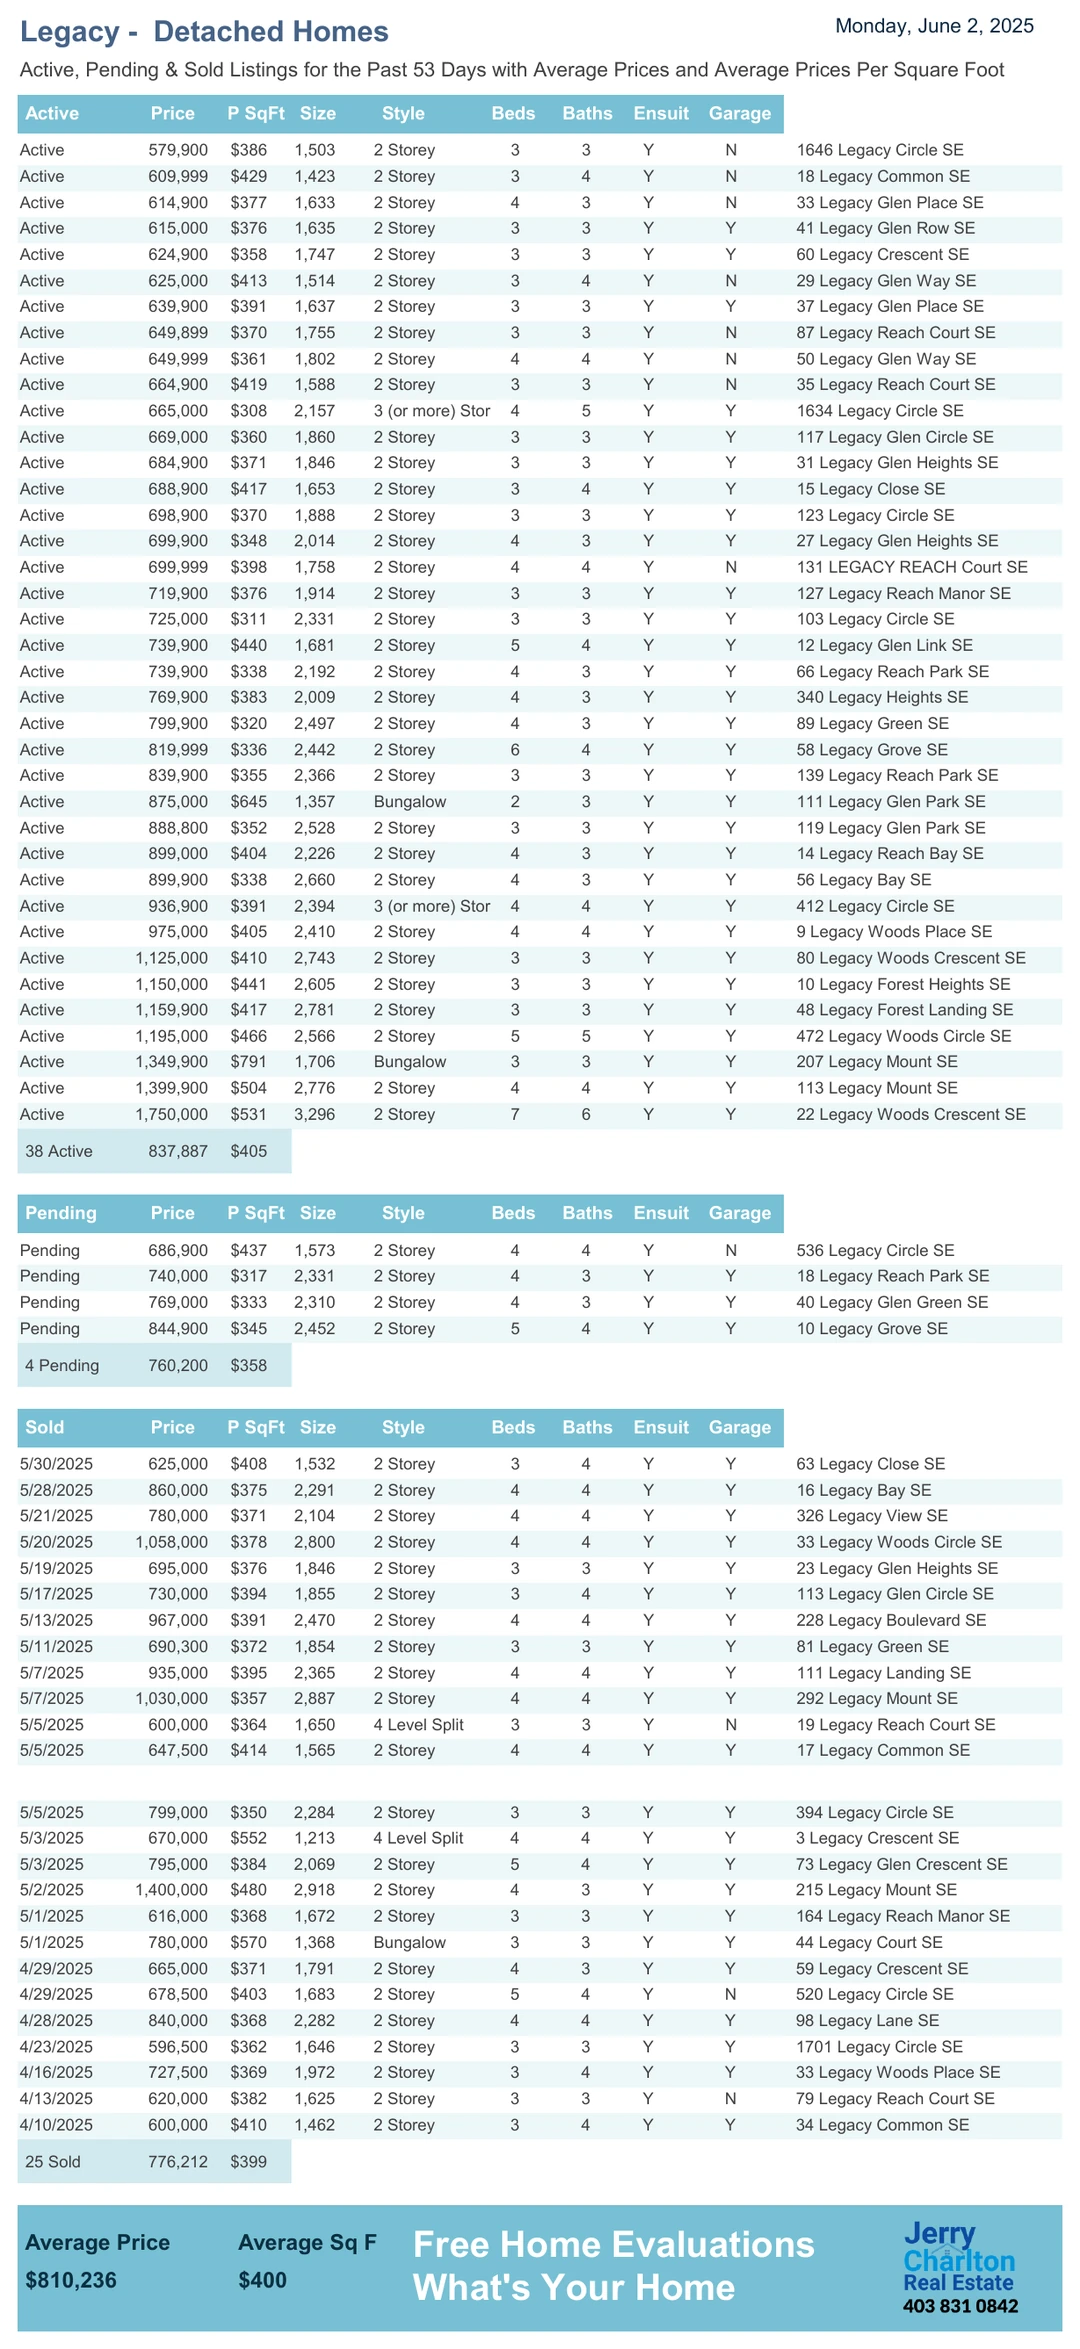 Legacy -  Detached Homes
Monday, June 2, 2025
Active, Pending & Sold Listings for the Past 53 Days with Average Prices and Average Prices Per Square Foot
Active Price P SqFt Size Style Beds Baths Ensuit Garage
Active 579,900 $386 1,503 2 Storey 3 3 Y N 1646 Legacy Circle SE
Active 609,999 $429 1,423 2 Storey 3 4 Y N 18 Legacy Common SE
Active 614,900 $377 1,633 2 Storey 4 3 Y N 33 Legacy Glen Place SE
Active 615,000 $376 1,635 2 Storey 3 3 Y Y 41 Legacy Glen Row SE
Active 624,900 $358 1,747 2 Storey 3 3 Y Y 60 Legacy Crescent SE
Active 625,000 $413 1,514 2 Storey 3 4 Y N 29 Legacy Glen Way SE
Active 639,900 $391 1,637 2 Storey 3 3 Y Y 37 Legacy Glen Place SE
Active 649,899 $370 1,755 2 Storey 3 3 Y N 87 Legacy Reach Court SE
Active 649,999 $361 1,802 2 Storey 4 4 Y N 50 Legacy Glen Way SE
Active 664,900 $419 1,588 2 Storey 3 3 Y N 35 Legacy Reach Court SE
Active 665,000 $308 2,157 3 (or more) Stor 4 5 Y Y 1634 Legacy Circle SE
Active 669,000 $360 1,860 2 Storey 3 3 Y Y 117 Legacy Glen Circle SE
Active 684,900 $371 1,846 2 Storey 3 3 Y Y 31 Legacy Glen Heights SE
Active 688,900 $417 1,653 2 Storey 3 4 Y Y 15 Legacy Close SE
Active 698,900 $370 1,888 2 Storey 3 3 Y Y 123 Legacy Circle SE
Active 699,900 $348 2,014 2 Storey 4 3 Y Y 27 Legacy Glen Heights SE
Active 699,999 $398 1,758 2 Storey 4 4 Y N 131 LEGACY REACH Court SE
Active 719,900 $376 1,914 2 Storey 3 3 Y Y 127 Legacy Reach Manor SE
Active 725,000 $311 2,331 2 Storey 3 3 Y Y 103 Legacy Circle SE
Active 739,900 $440 1,681 2 Storey 5 4 Y Y 12 Legacy Glen Link SE
Active 739,900 $338 2,192 2 Storey 4 3 Y Y 66 Legacy Reach Park SE
Active 769,900 $383 2,009 2 Storey 4 3 Y Y 340 Legacy Heights SE
Active 799,900 $320 2,497 2 Storey 4 3 Y Y 89 Legacy Green SE
Active 819,999 $336 2,442 2 Storey 6 4 Y Y 58 Legacy Grove SE
Active 839,900 $355 2,366 2 Storey 3 3 Y Y 139 Legacy Reach Park SE
Active 875,000 $645 1,357 Bungalow 2 3 Y Y 111 Legacy Glen Park SE
Active 888,800 $352 2,528 2 Storey 3 3 Y Y 119 Legacy Glen Park SE
Active 899,000 $404 2,226 2 Storey 4 3 Y Y 14 Legacy Reach Bay SE
Active 899,900 $338 2,660 2 Storey 4 3 Y Y 56 Legacy Bay SE
Active 936,900 $391 2,394 3 (or more) Stor 4 4 Y Y 412 Legacy Circle SE
Active 975,000 $405 2,410 2 Storey 4 4 Y Y 9 Legacy Woods Place SE
Active 1,125,000 $410 2,743 2 Storey 3 3 Y Y 80 Legacy Woods Crescent SE
Active 1,150,000 $441 2,605 2 Storey 3 3 Y Y 10 Legacy Forest Heights SE
Active 1,159,900 $417 2,781 2 Storey 3 3 Y Y 48 Legacy Forest Landing SE
Active 1,195,000 $466 2,566 2 Storey 5 5 Y Y 472 Legacy Woods Circle SE
Active 1,349,900 $791 1,706 Bungalow 3 3 Y Y 207 Legacy Mount SE
Active 1,399,900 $504 2,776 2 Storey 4 4 Y Y 113 Legacy Mount SE
Active 1,750,000 $531 3,296 2 Storey 7 6 Y Y 22 Legacy Woods Crescent SE
38 Active 837,887 $405
Pending Price P SqFt Size Style Beds Baths Ensuit Garage
Pending 686,900 $437 1,573 2 Storey 4 4 Y N 536 Legacy Circle SE
Pending 740,000 $317 2,331 2 Storey 4 3 Y Y 18 Legacy Reach Park SE
Pending 769,000 $333 2,310 2 Storey 4 3 Y Y 40 Legacy Glen Green SE
Pending 844,900 $345 2,452 2 Storey 5 4 Y Y 10 Legacy Grove SE
4 Pending 760,200 $358
Sold Price P SqFt Size Style Beds Baths Ensuit Garage
5/30/2025 625,000 $408 1,532 2 Storey 3 4 Y Y 63 Legacy Close SE
5/28/2025 860,000 $375 2,291 2 Storey 4 4 Y Y 16 Legacy Bay SE
5/21/2025 780,000 $371 2,104 2 Storey 4 4 Y Y 326 Legacy View SE
5/20/2025 1,058,000 $378 2,800 2 Storey 4 4 Y Y 33 Legacy Woods Circle SE
5/19/2025 695,000 $376 1,846 2 Storey 3 3 Y Y 23 Legacy Glen Heights SE
5/17/2025 730,000 $394 1,855 2 Storey 3 4 Y Y 113 Legacy Glen Circle SE
5/13/2025 967,000 $391 2,470 2 Storey 4 4 Y Y 228 Legacy Boulevard SE
5/11/2025 690,300 $372 1,854 2 Storey 3 3 Y Y 81 Legacy Green SE
5/7/2025 935,000 $395 2,365 2 Storey 4 4 Y Y 111 Legacy Landing SE
5/7/2025 1,030,000 $357 2,887 2 Storey 4 4 Y Y 292 Legacy Mount SE
5/5/2025 600,000 $364 1,650 4 Level Split 3 3 Y N 19 Legacy Reach Court SE
5/5/2025 647,500 $414 1,565 2 Storey 4 4 Y Y 17 Legacy Common SE
5/5/2025 799,000 $350 2,284 2 Storey 3 3 Y Y 394 Legacy Circle SE
5/3/2025 670,000 $552 1,213 4 Level Split 4 4 Y Y 3 Legacy Crescent SE
5/3/2025 795,000 $384 2,069 2 Storey 5 4 Y Y 73 Legacy Glen Crescent SE
5/2/2025 1,400,000 $480 2,918 2 Storey 4 3 Y Y 215 Legacy Mount SE
5/1/2025 616,000 $368 1,672 2 Storey 3 3 Y Y 164 Legacy Reach Manor SE
5/1/2025 780,000 $570 1,368 Bungalow 3 3 Y Y 44 Legacy Court SE
4/29/2025 665,000 $371 1,791 2 Storey 4 3 Y Y 59 Legacy Crescent SE
4/29/2025 678,500 $403 1,683 2 Storey 5 4 Y N 520 Legacy Circle SE
4/28/2025 840,000 $368 2,282 2 Storey 4 4 Y Y 98 Legacy Lane SE
4/23/2025 596,500 $362 1,646 2 Storey 3 3 Y Y 1701 Legacy Circle SE
4/16/2025 727,500 $369 1,972 2 Storey 3 4 Y Y 33 Legacy Woods Place SE
4/13/2025 620,000 $382 1,625 2 Storey 3 3 Y N 79 Legacy Reach Court SE
4/10/2025 600,000 $410 1,462 2 Storey 3 4 Y Y 34 Legacy Common SE
25 Sold 776,212 $399
Average Price Average Sq F
$810,236 $400
Free Home Evaluations
What's Your Home
Jerry
Charlton
Real Estate
403 831 0842